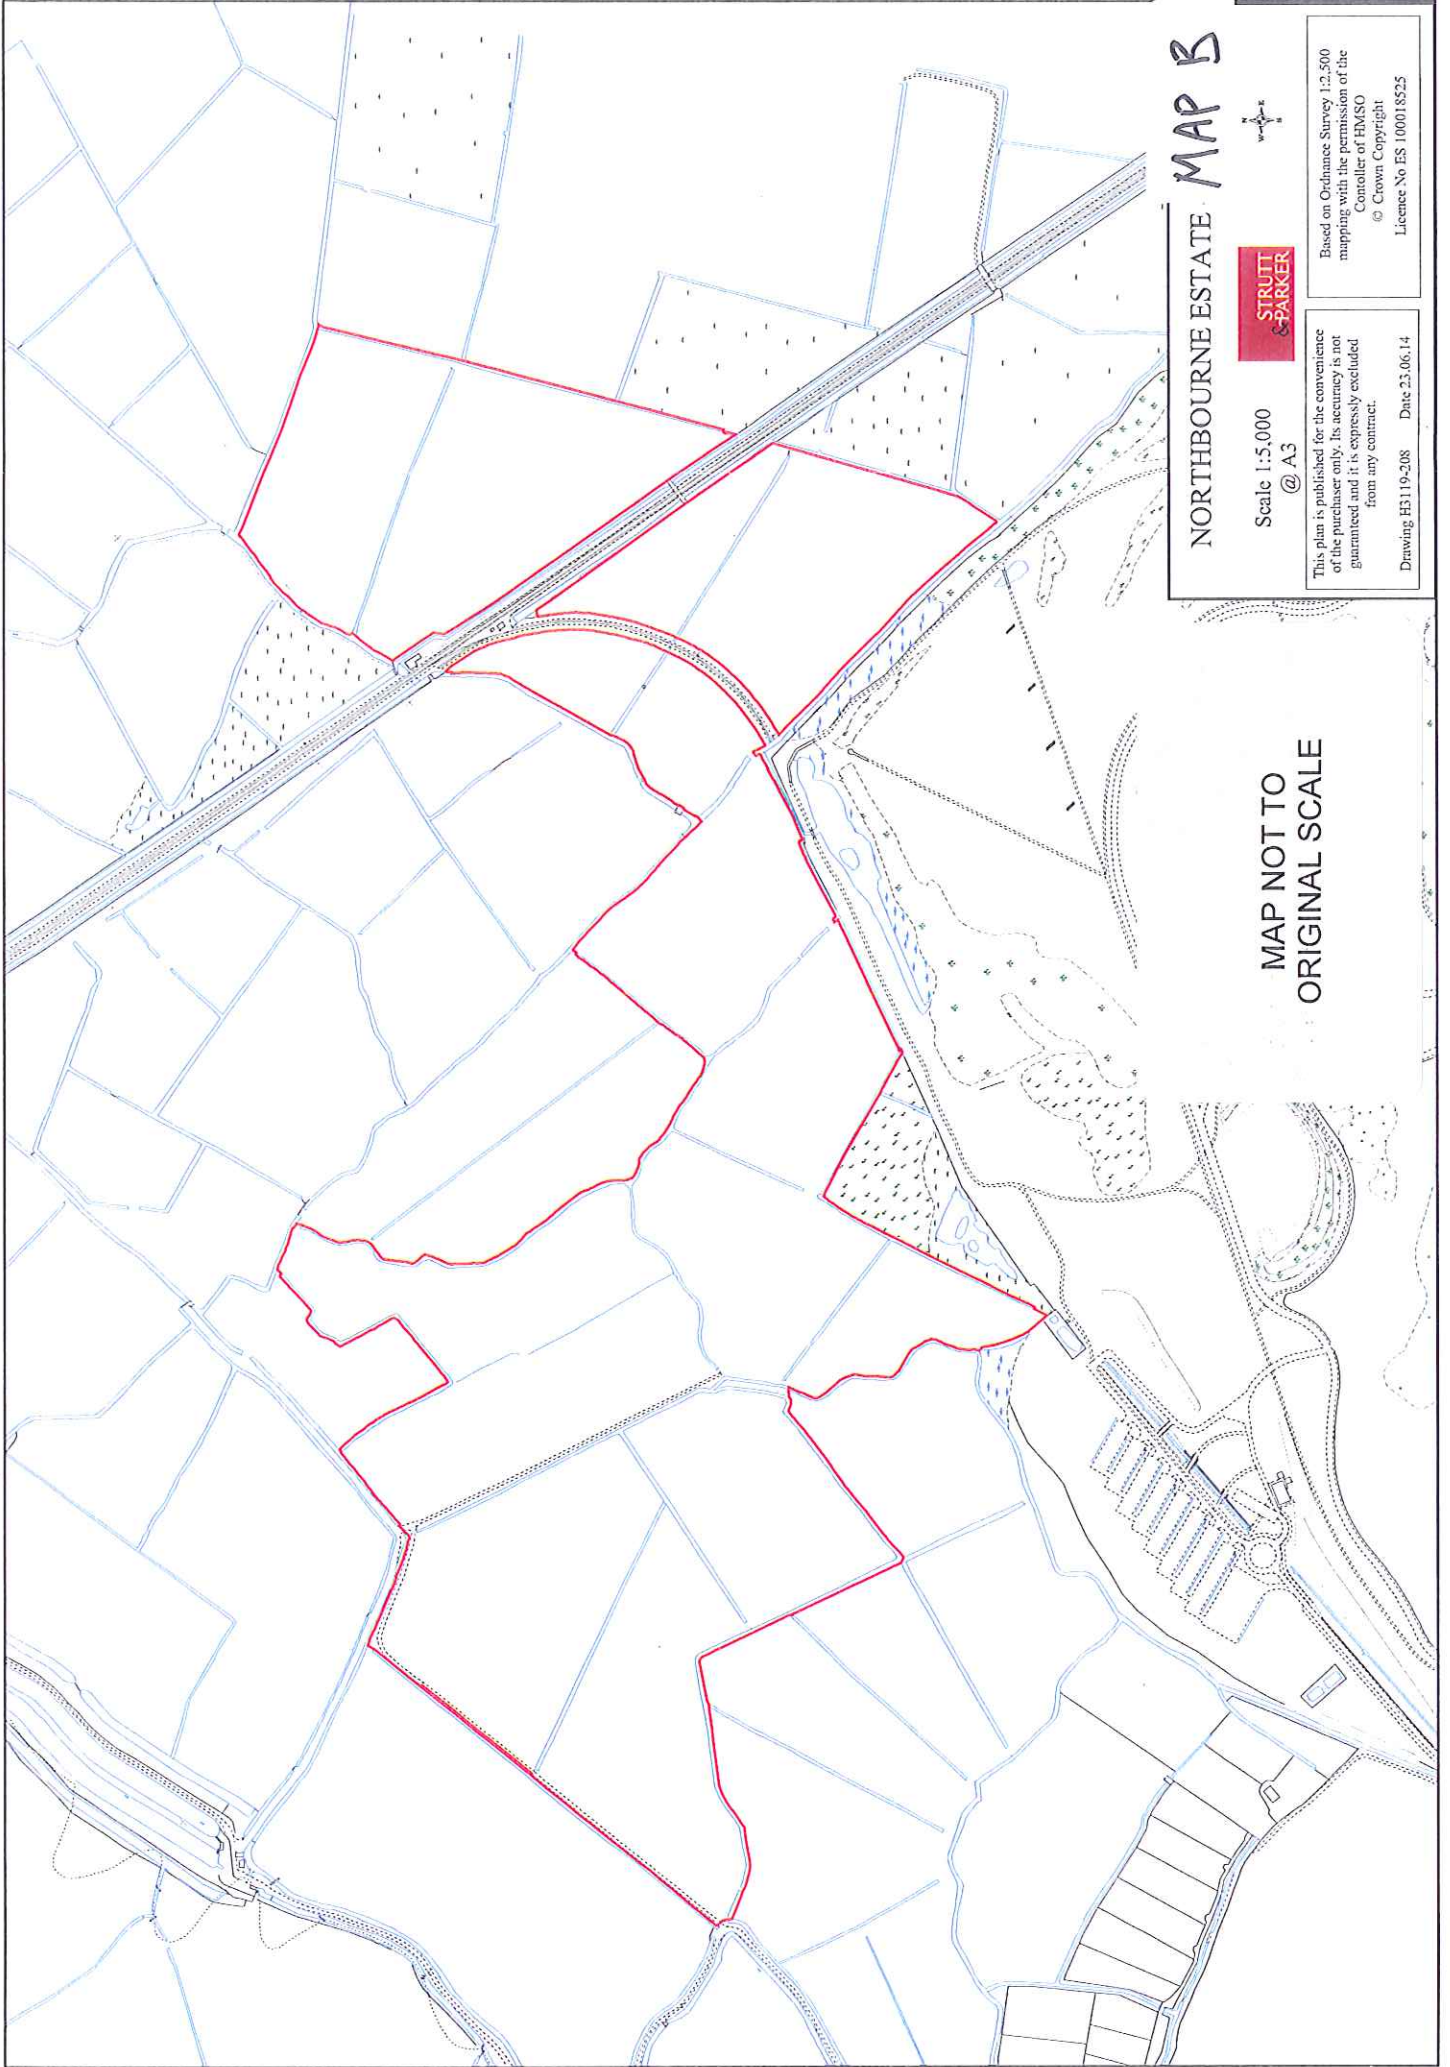 NORTHBOURNE ESTATE
MAP B
Scale 1:5,000
@ A3
STRUTT
& PARKER
N
W
E
S
This plan is published for the convenience
of the purchaser only. Its accuracy is not
guaranteed and it is expressly excluded
from any contract.
Drawing H3119-208 Date 23.06.14
Based on Ordnance Survey 1:2,500
mapping with the permission of the
Contoller of HMSO
© Crown Copyright
Licence No ES 100018525
MAP NOT TO
ORIGINAL SCALE